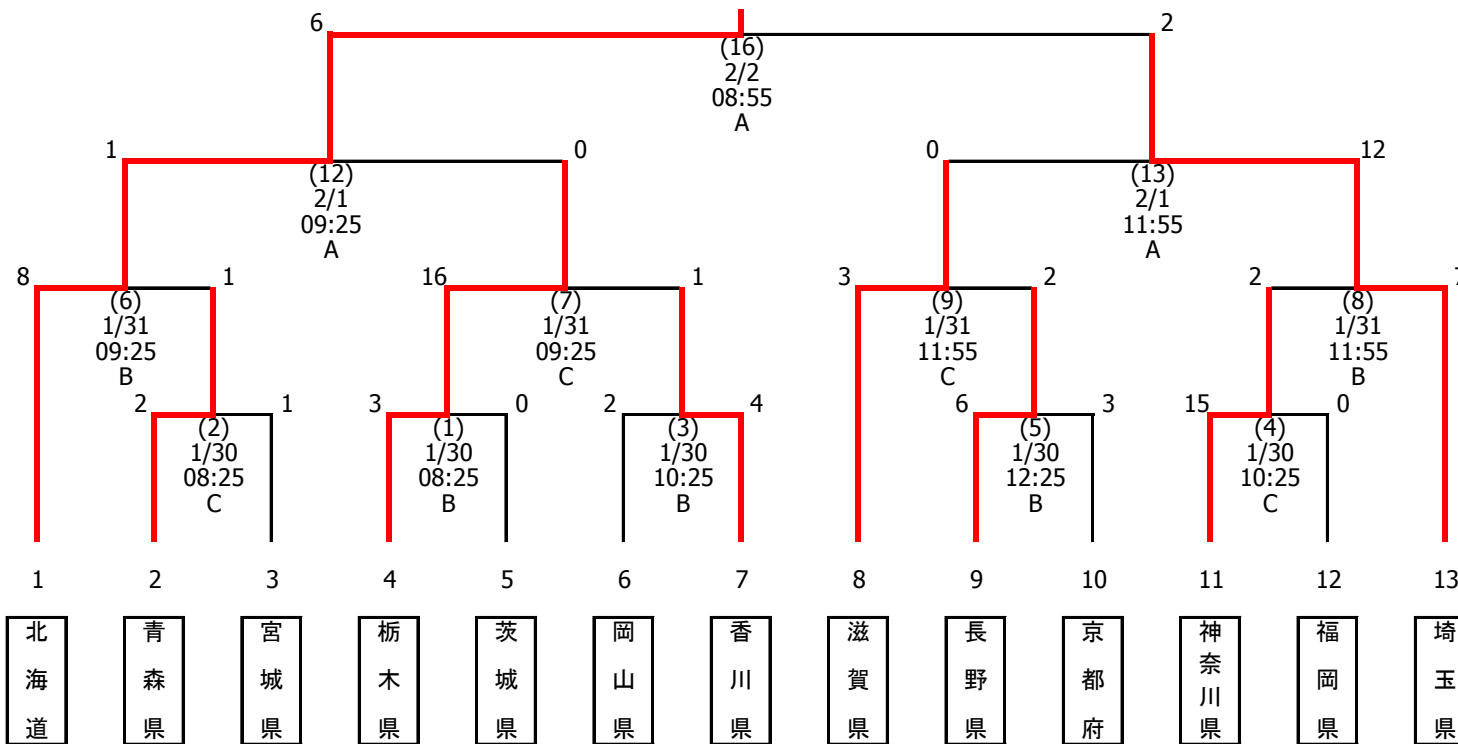 6 2
(16)
2/2
08:55
A
1 0 0 12
(12) (13)
2/1 2/1
09:25 11:55
A A
8 1 16 1 3 2 2
(6) (7) (9) (8)
1/31 1/31 1/31 1/31
09:25 09:25 11:55 11:55
B C C B
2 1 3 0 2 4 6 3 15 0
(2) (1) (3) (5) (4)
1/30 1/30 1/30 1/30 1/30
08:25 08:25 10:25 12:25 10:25
C B B B C
1 2 3 4 5 6 7 8 9 10 11 12 13
北海道
青森県
宮城県
栃木県
茨城県
岡山県
香川県
滋賀県
長野県
京都府
神奈川県
福岡県
埼玉県